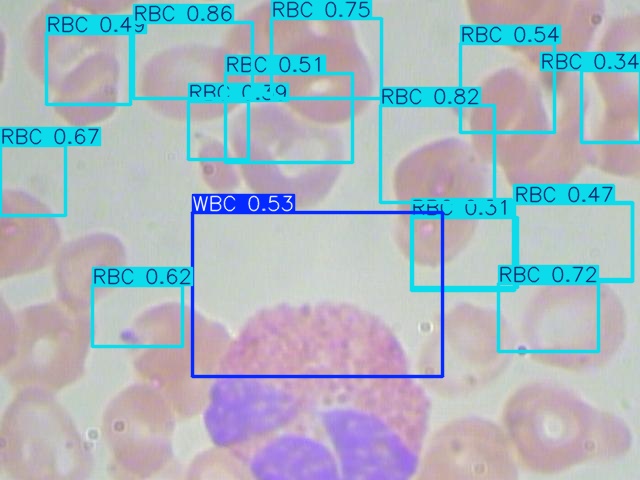 RBC 0.49
RBC 0.86
RBC 0.75
RBC 0.54
RBC 0.34
RBC 0.51
RBC 0.39
RBC 0.82
RBC 0.67
WBC 0.53
RBC 0.31
RBC 0.47
RBC 0.62
RBC 0.72